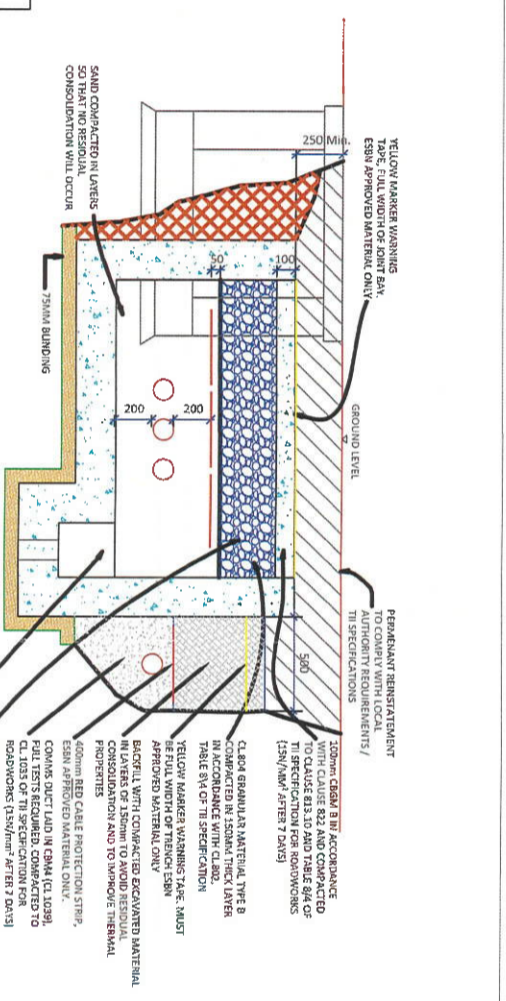 YELLOW MARKER WARNING
TAPE, FULL WIDTH OF JOINT BAY.
ESBN APPROVED MATERIAL ONLY
250 Min.
GROUND LEVEL
PERMENANT REINSTATEMENT
TO COMPLY WITH LOCAL
AUTHORITY REQUIREMENTS /
TII SPECIFICATIONS
SAND COMPACTED IN LAYERS
SO THAT NO RESIDUAL
CONSOLIDATION WILL OCCUR
75MM BLINDING
50
100
200
200
500
100mm CBGM B IN ACCORDANCE
WITH CLAUSE 822 AND COMPACTED
TO CLAUSE 813.10 AND TABLE 8/4 OF
TII SPECIFICATION FOR ROADWORKS
(15N/MM² AFTER 7 DAYS)
CL.804 GRANULAR MATERIAL TYPE B
COMPACTED IN 150MM THICK LAYER
IN ACCORDANCE WITH CL.802,
TABLE 8\4 OF TII SPECIFICATION
YELLOW MARKER WARNING TAPE, MUST
BE FULL WIDTH OF TRENCH ESBN
APPROVED MATERIAL ONLY
BACKFILL WITH COMPACTED EXCAVATED MATERIAL
IN LAYERS OF 150mm TO AVOID RESIDUAL
CONSOLIDATION AND TO IMPROVE THERMAL
PROPERTIES
400mm RED CABLE PROTECTION STRIP,
ESBN APPROVED MATERIAL ONLY.
COMMS DUCT LAID IN CBM4 (CL 1039),
FULL TESTS REQUIRED, COMPACTED TO
CL. 1035 OF TII SPECIFICATION FOR
ROADWORKS (15N/mm² AFTER 7 DAYS)